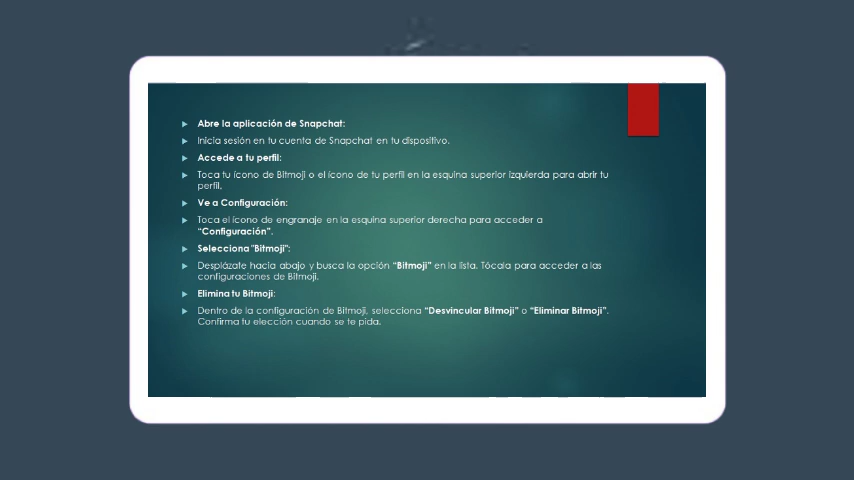 Abre la aplicación de Snapchat:
Inicia sesión en tu cuenta de Snapchat en tu dispositivo.
Accede a tu perfil:
Toca tu ícono de Bitmoji o el ícono de tu perfil en la esquina superior izquierda para abrir tu
perfil.
Ve a Configuración:
Toca el ícono de engranaje en la esquina superior derecha para acceder a
“Configuración”.
Selecciona "Bitmoji":
Desplázate hacia abajo y busca la opción “Bitmoji” en la lista. Tócala para acceder a las
configuraciones de Bitmoji.
Elimina tu Bitmoji:
Dentro de la configuración de Bitmoji, selecciona “Desvincular Bitmoji” o “Eliminar Bitmoji”.
Confirma tu elección cuando se te pida.